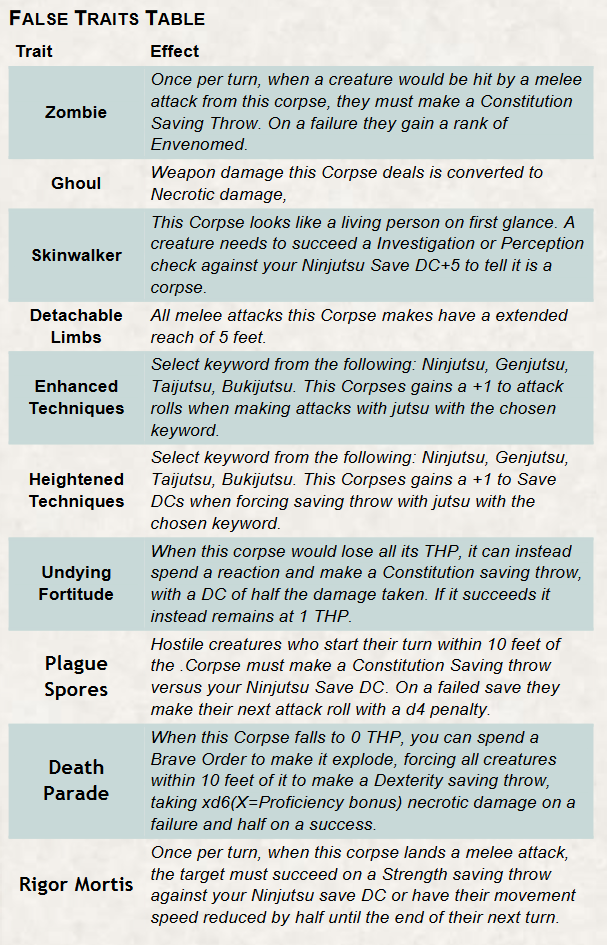 FALSE TRAITS TABLE
Trait Effect
Zombie
Once per turn, when a creature would be hit by a melee
attack from this corpse, they must make a Constitution
Saving Throw. On a failure they gain a rank of
Envenomed.
Ghoul
Weapon damage this Corpse deals is converted to
Necrotic damage,
Skinwalker
This Corpse looks like a living person on first glance. A
creature needs to succeed a Investigation or Perception
check against your Ninjutsu Save DC+5 to tell it is a
corpse.
Detachable
Limbs
All melee attacks this Corpse makes have a extended
reach of 5 feet.
Enhanced
Techniques
Select keyword from the following: Ninjutsu, Genjutsu,
Taijutsu, Bukijutsu. This Corpses gains a +1 to attack
rolls when making attacks with jutsu with the chosen
keyword.
Heightened
Techniques
Select keyword from the following: Ninjutsu, Genjutsu,
Taijutsu, Bukijutsu. This Corpses gains a +1 to Save
DCs when forcing saving throw with jutsu with the
chosen keyword.
Undying
Fortitude
When this corpse would lose all its THP, it can instead
spend a reaction and make a Constitution saving throw,
with a DC of half the damage taken. If it succeeds it
instead remains at 1 THP.
Plague
Spores
Hostile creatures who start their turn within 10 feet of
the .Corpse must make a Constitution Saving throw
versus your Ninjutsu Save DC. On a failed save they
make their next attack roll with a d4 penalty.
Death
Parade
When this Corpse falls to 0 THP, you can spend a
Brave Order to make it explode, forcing all creatures
within 10 feet of it to make a Dexterity saving throw,
taking xd6(X=Proficiency bonus) necrotic damage on a
failure and half on a success.
Rigor Mortis
Once per turn, when this corpse lands a melee attack,
the target must succeed on a Strength saving throw
against your Ninjutsu save DC or have their movement
speed reduced by half until the end of their next turn.